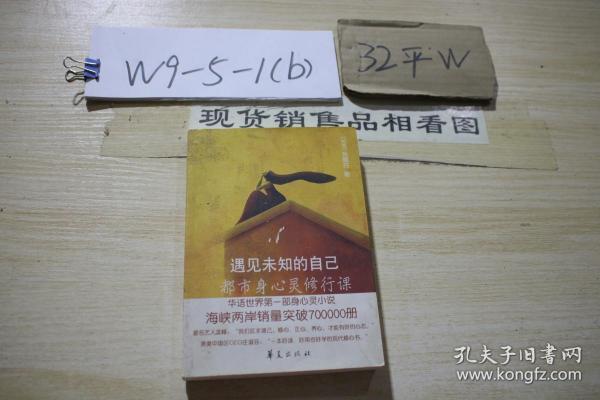 W9-5-1(b)
32平W
现货销售品相看图
遇见未知的自己
都市身心灵修行课
华语世界第一部身心灵小说
海峡两岸销量突破700000册
华夏出版社
孔夫子旧书网
www.kongfz.com